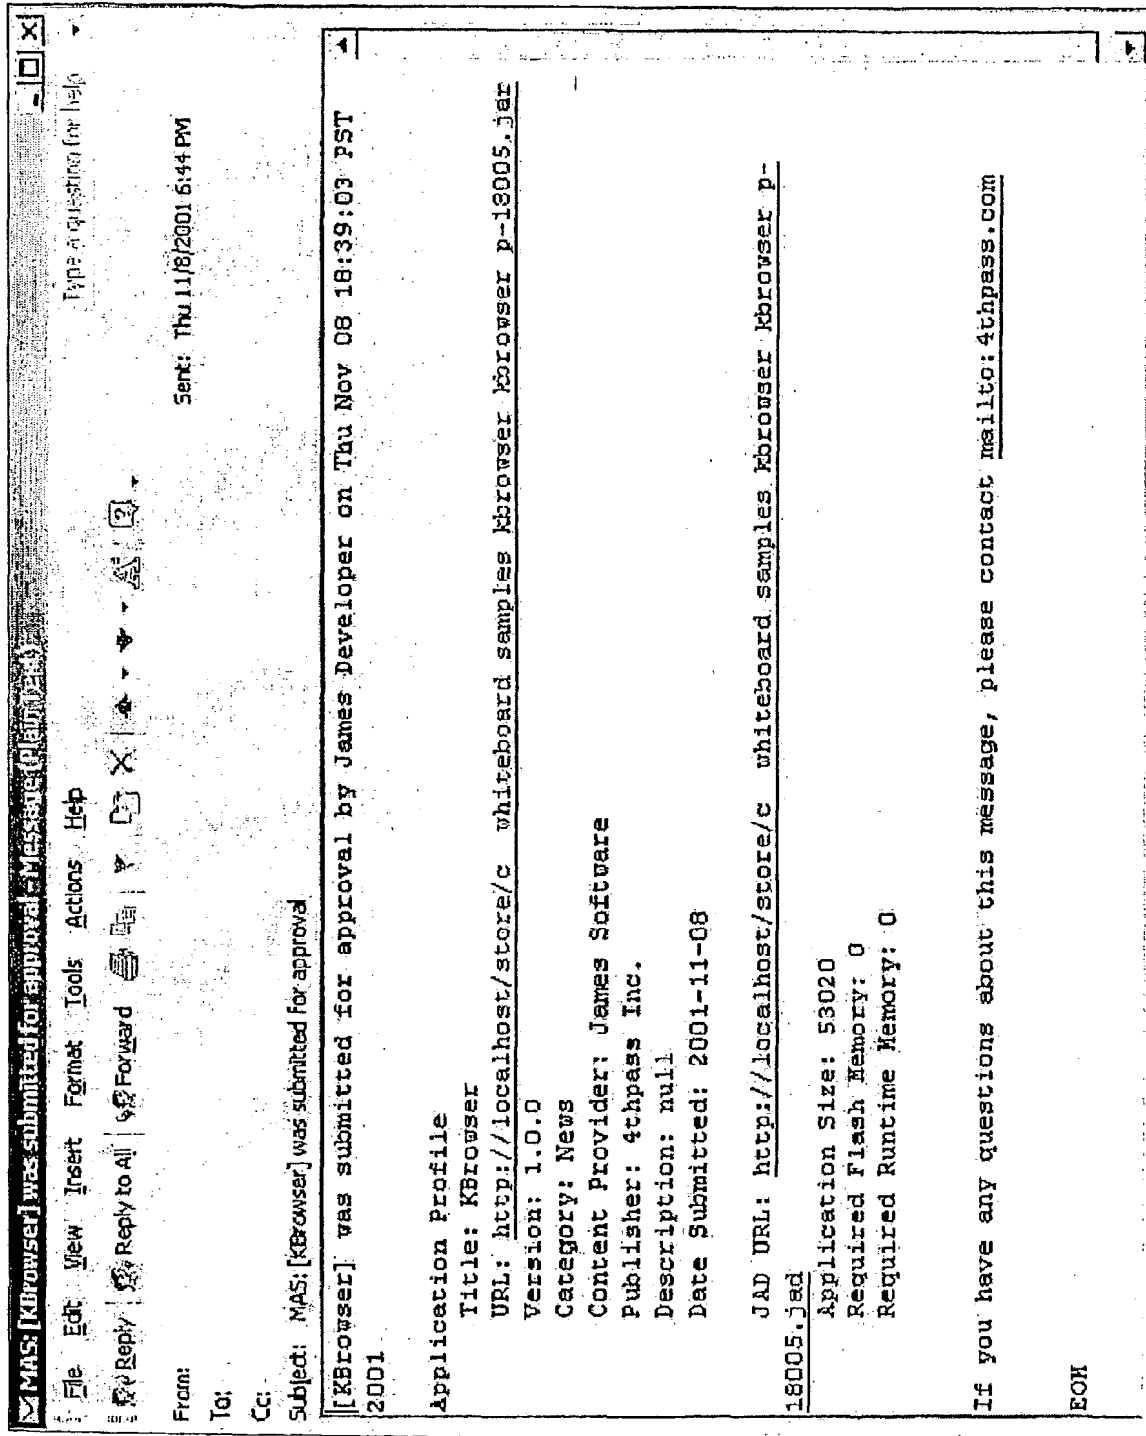 MAS: [KBrowser] was submitted for approval - Message (Plain Text)
File Edit View Insert Format Tools Actions Help Type a question for help
Reply Reply to All Forward
From: Sent: Thu 11/8/2001 6:44 PM
To:
Cc:
Subject: MAS: [KBrowser] was submitted for approval
[KBrowser] was submitted for approval by James Developer on Thu Nov 08 18:39:03 PST
2001
Application Profile
Title: KBrowser
URL: http://localhost/store/c whiteboard samples kbrowser kbrowser p-18005.jar
Version: 1.0.0
Category: News
Content Provider: James Software
Publisher: 4thpass Inc.
Description: null
Date Submitted: 2001-11-08
JAD URL: http://localhost/store/c whiteboard samples kbrowser kbrowser p-
18005.jad
Application Size: 53020
Required Flash Memory: 0
Required Runtime Memory: 0
If you have any questions about this message, please contact mailto:4thpass.com
EOM